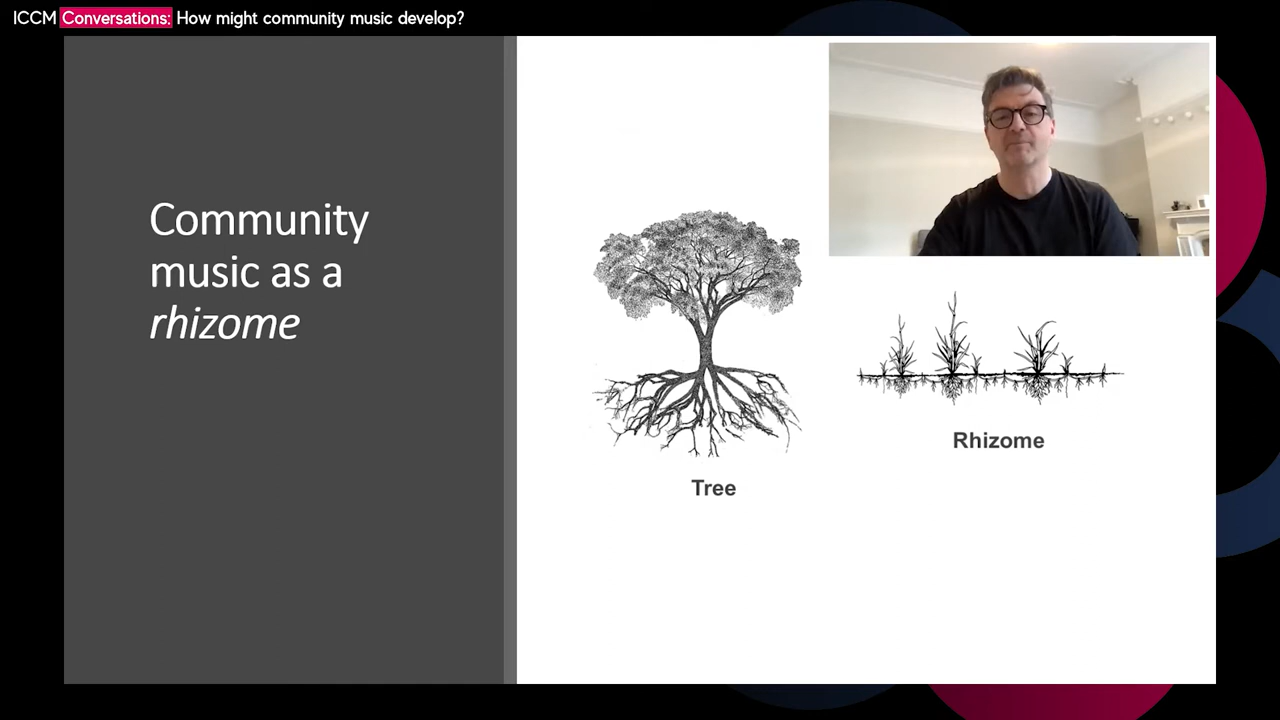 ICCM Conversations: How might community music develop?
Community
music as a
rhizome
Tree
Rhizome